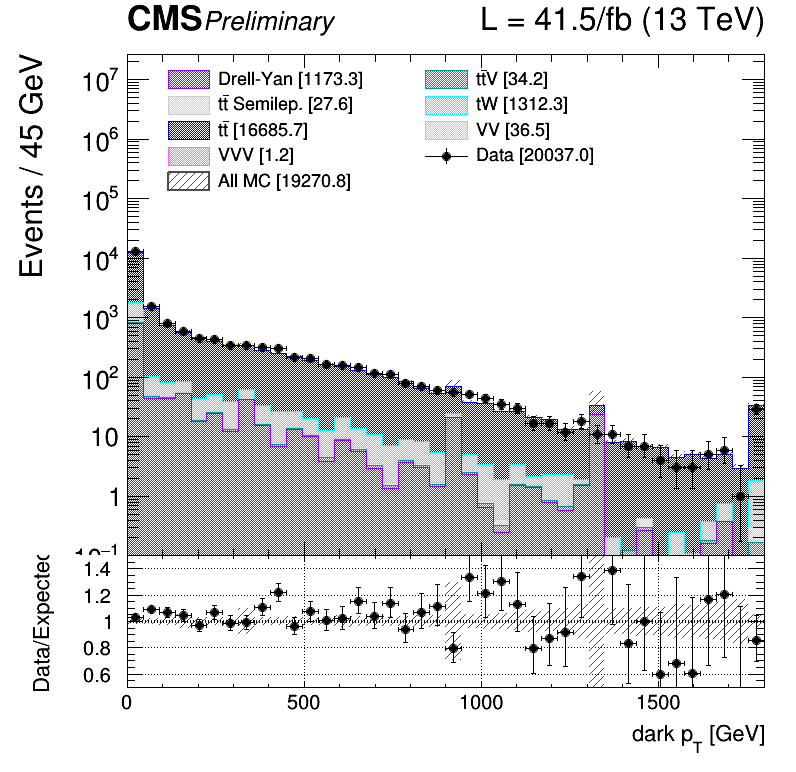 CMS Preliminary L = 41.5/fb (13 TeV)
Events / 45 GeV
10⁷
10⁶
10⁵
10⁴
10³
10²
10
1
10⁻¹
Drell-Yan [1173.3]
tt̄ Semilep. [27.6]
tt̄ [16685.7]
VVV [1.2]
All MC [19270.8]
tt̄V [34.2]
tW [1312.3]
VV [36.5]
Data [20037.0]
Data/Expected
1.4
1.2
1
0.8
0.6
0 500 1000 1500
dark p_T [GeV]